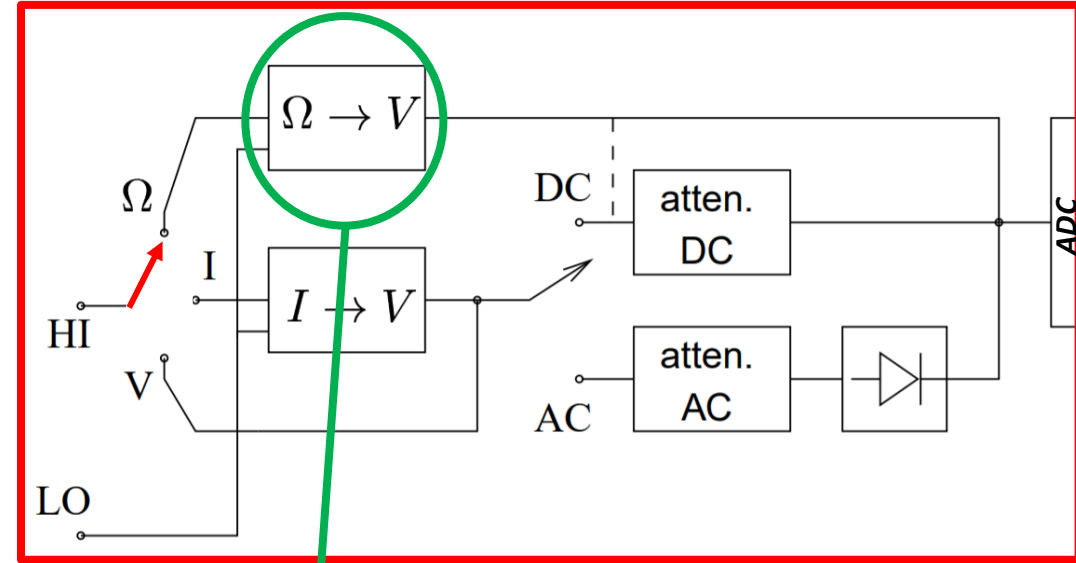 Ω → V
Ω
DC
atten.
DC
ADC
I
I → V
HI
V
atten.
AC
AC
LO